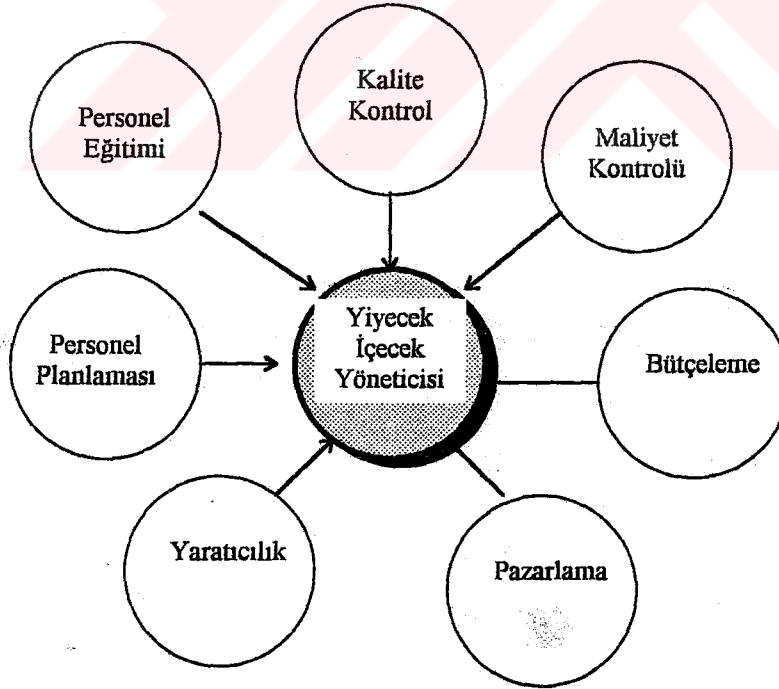 Kalite
Kontrol
Personel
Eğitimi
Maliyet
Kontrolü
Yiyecek
İçecek
Yöneticisi
Personel
Planlaması
Bütçeleme
Yaratıcılık
Pazarlama